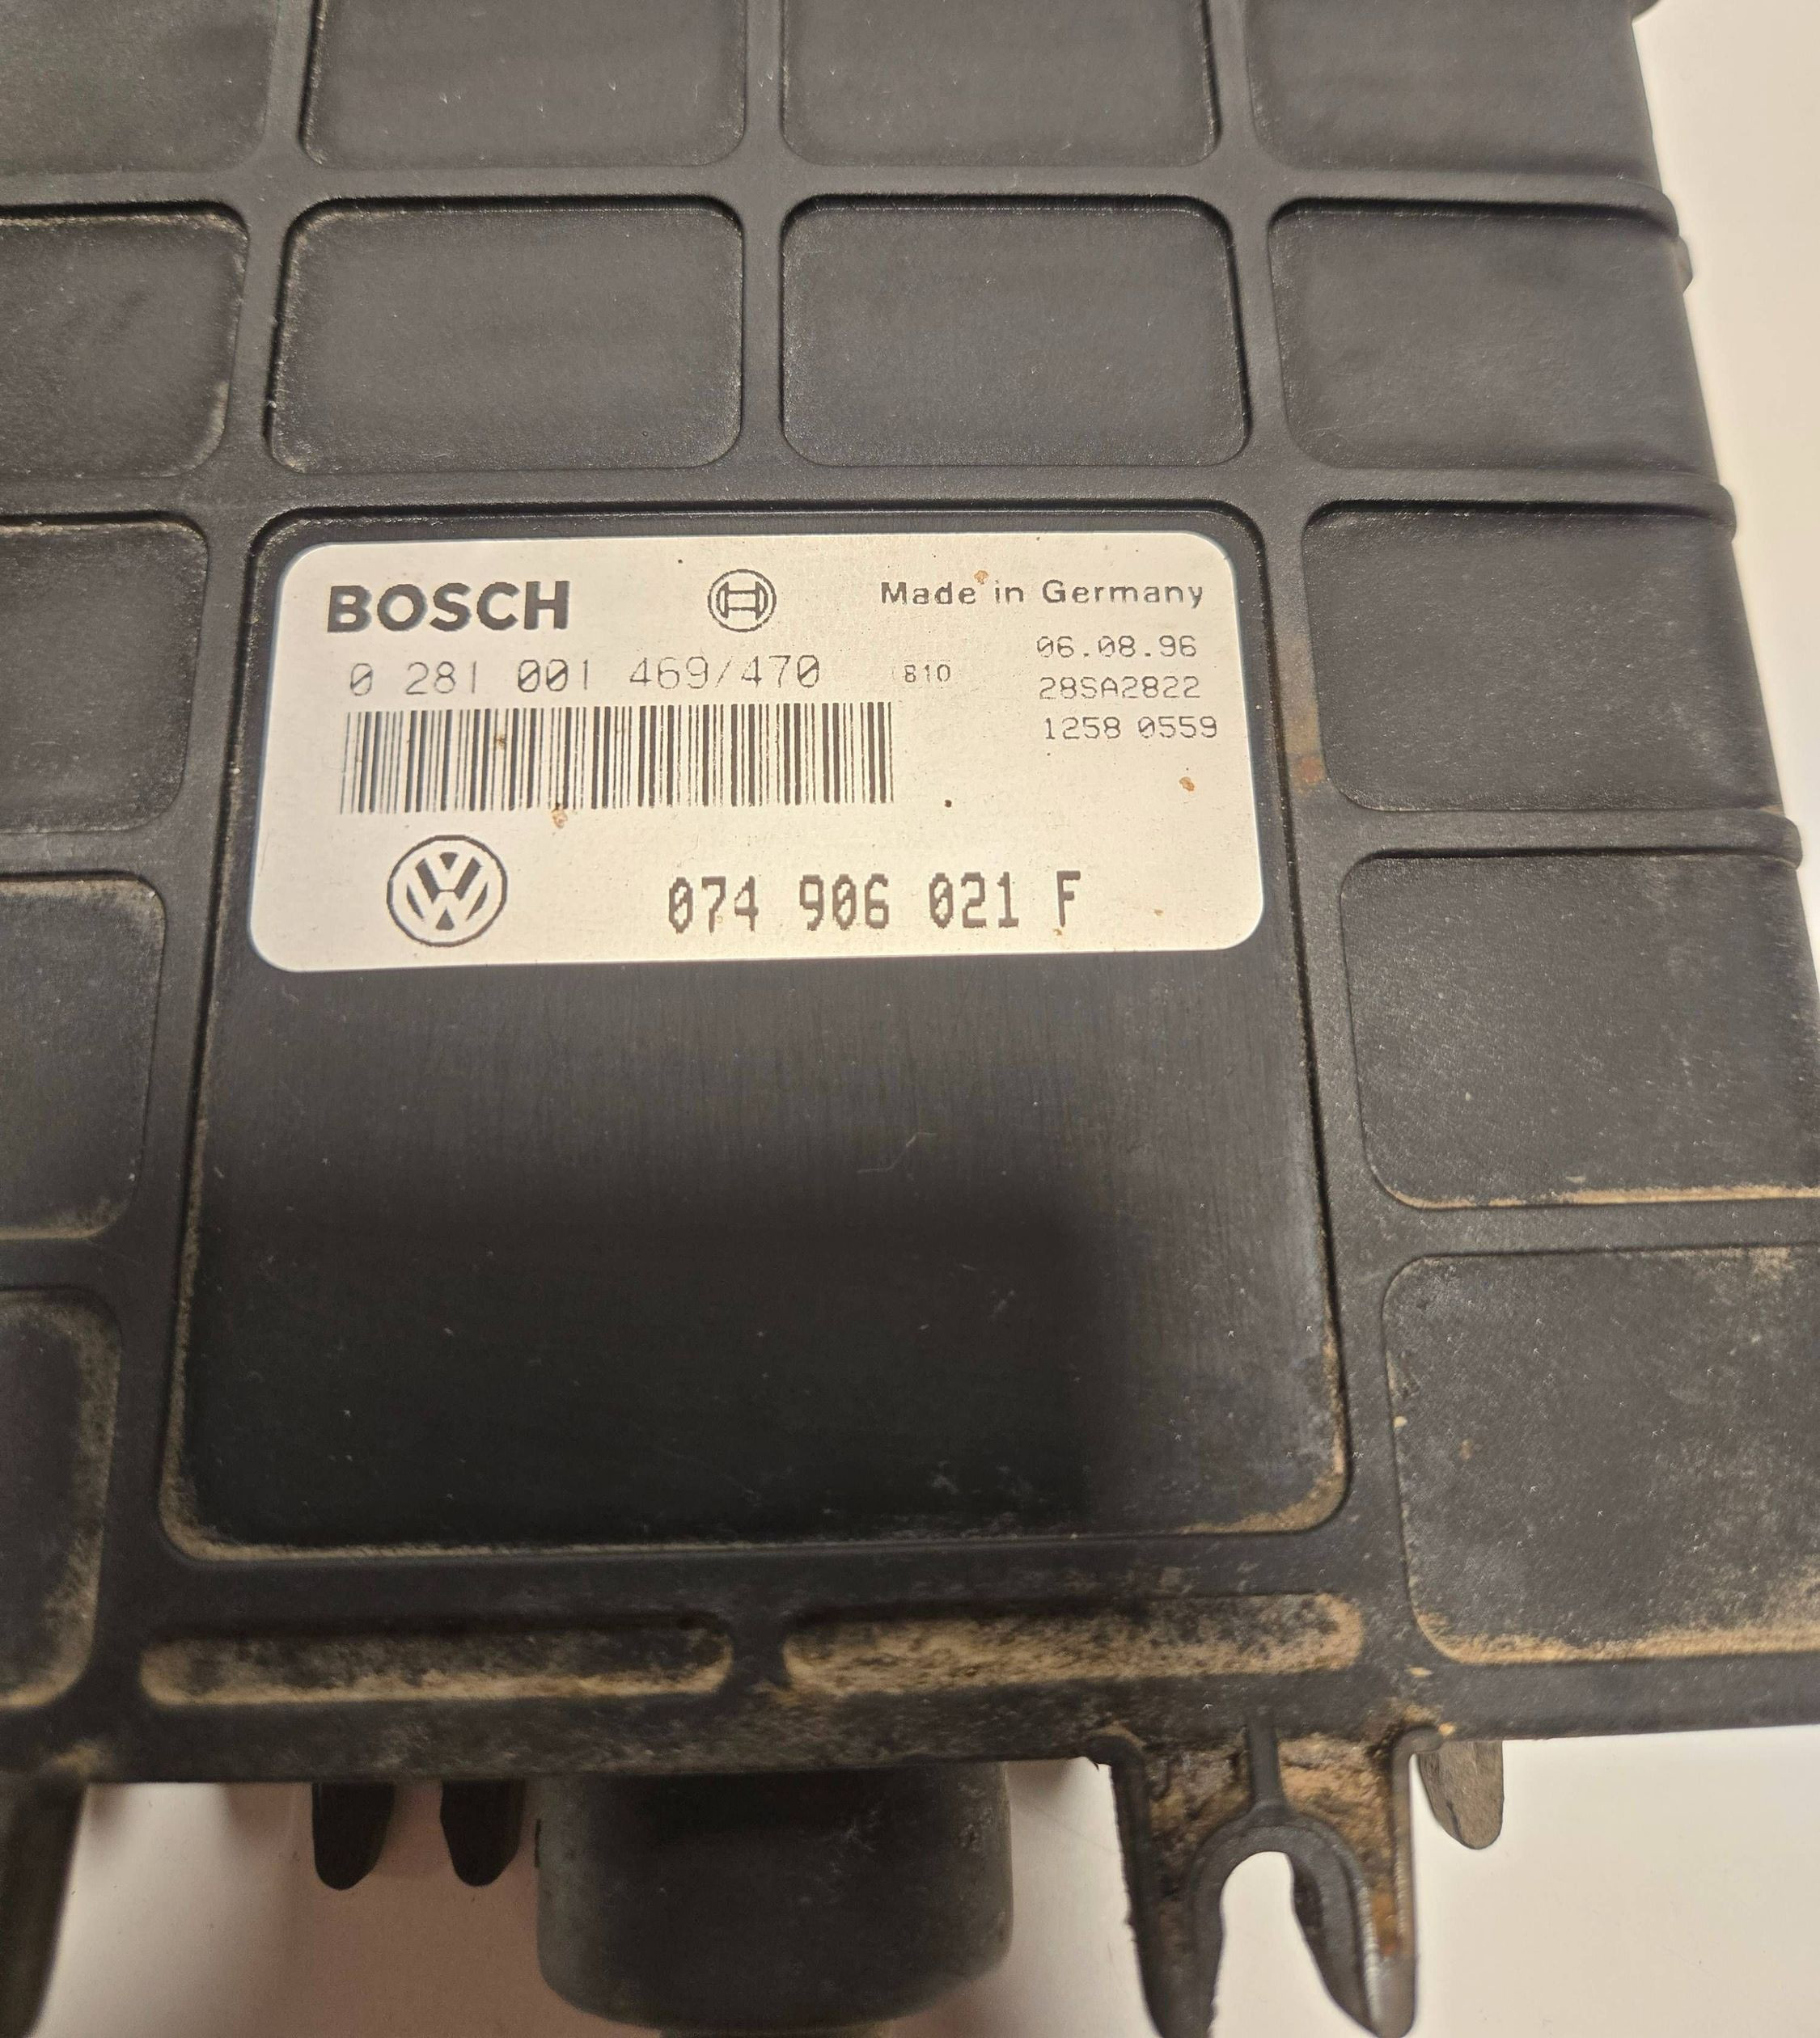 BOSCH
Made in Germany
0 281 001 469/470 810
06.08.96
28SA2822
1258 0559
074 906 021 F